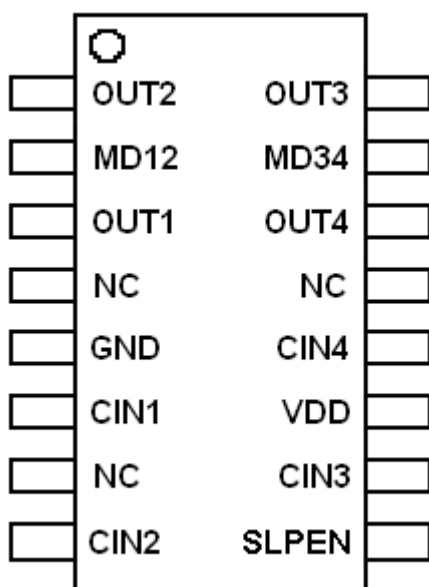 OUT2 OUT3
MD12 MD34
OUT1 OUT4
NC NC
GND CIN4
CIN1 VDD
NC CIN3
CIN2 SLPEN